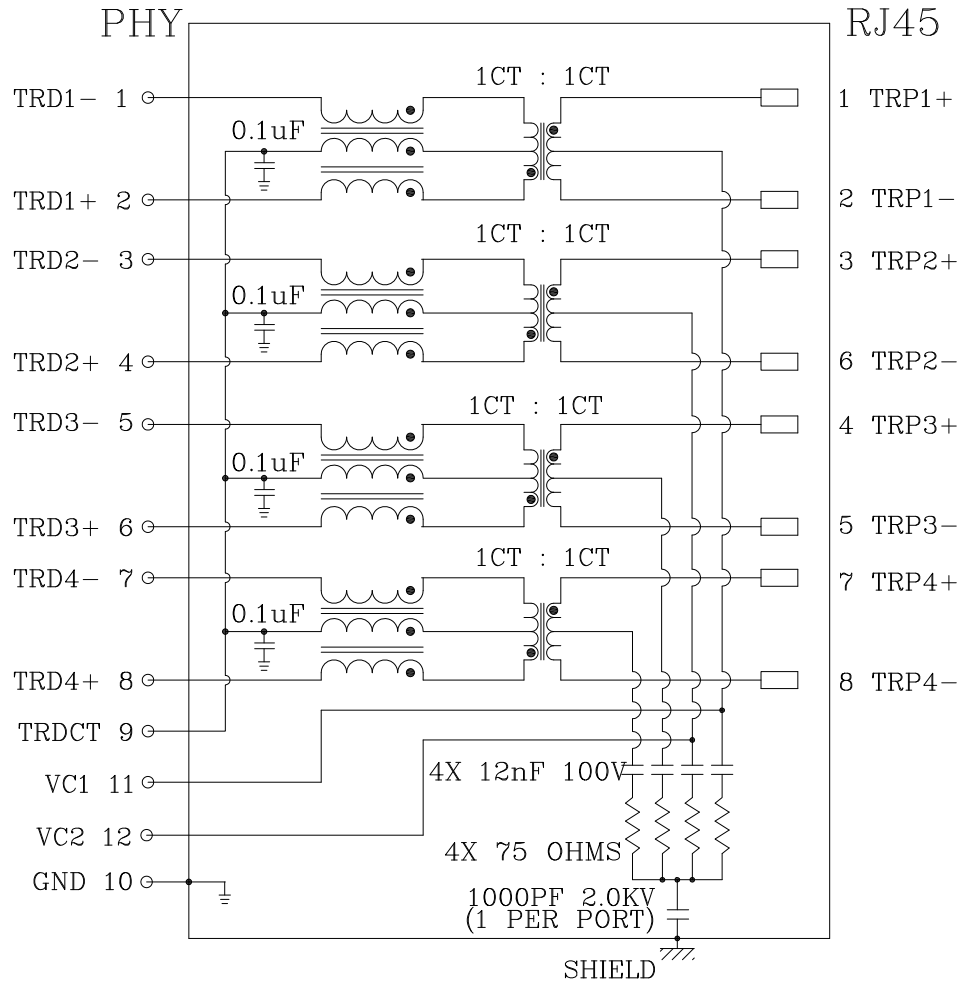 PHY
RJ45
1CT : 1CT
TRD1- 1
1 TRP1+
0.1uF
TRD1+ 2
2 TRP1-
1CT : 1CT
TRD2- 3
3 TRP2+
0.1uF
TRD2+ 4
6 TRP2-
1CT : 1CT
TRD3- 5
4 TRP3+
0.1uF
TRD3+ 6
5 TRP3-
1CT : 1CT
TRD4- 7
7 TRP4+
0.1uF
TRD4+ 8
8 TRP4-
TRDCT 9
VC1 11
4X 12nF 100V
VC2 12
4X 75 OHMS
GND 10
1000PF 2.0KV
(1 PER PORT)
SHIELD